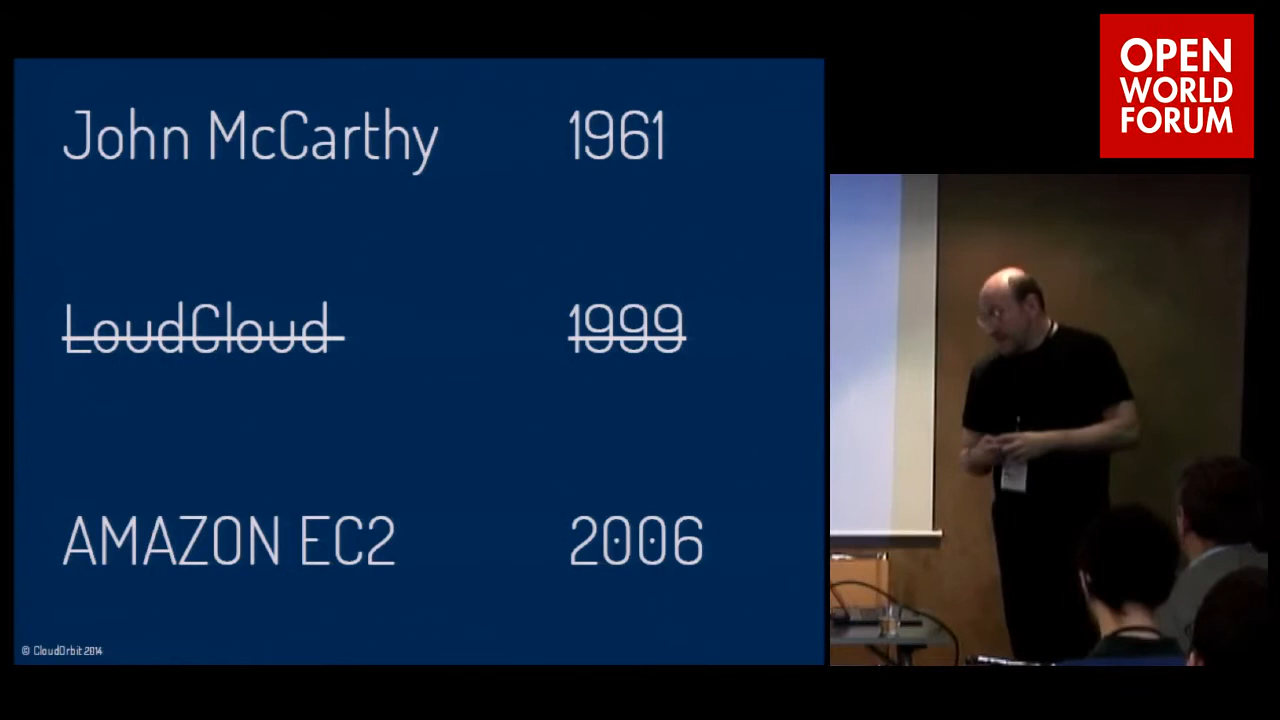 John McCarthy 1961
LoudCloud 1999
AMAZON EC2 2006
© CloudOrbit 2014
OPEN
WORLD
FORUM